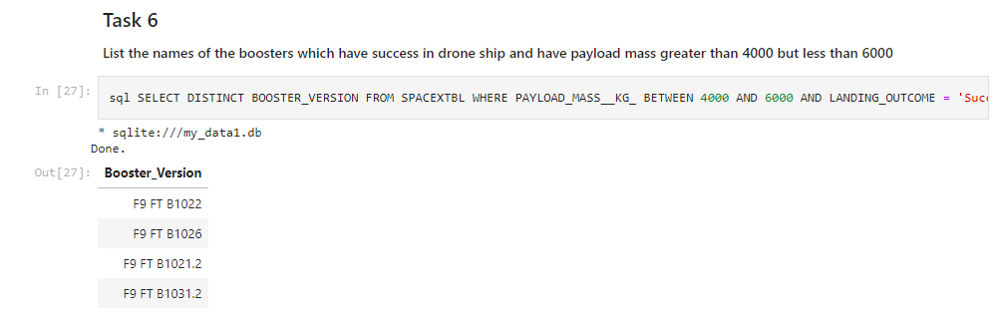 Task 6
List the names of the boosters which have success in drone ship and have payload mass greater than 4000 but less than 6000
In [27]: sql SELECT DISTINCT BOOSTER_VERSION FROM SPACEXTBL WHERE PAYLOAD_MASS__KG_ BETWEEN 4000 AND 6000 AND LANDING_OUTCOME = 'Succ
* sqlite:///my_data1.db
Done.
Out[27]: Booster_Version
F9 FT B1022
F9 FT B1026
F9 FT B1021.2
F9 FT B1031.2